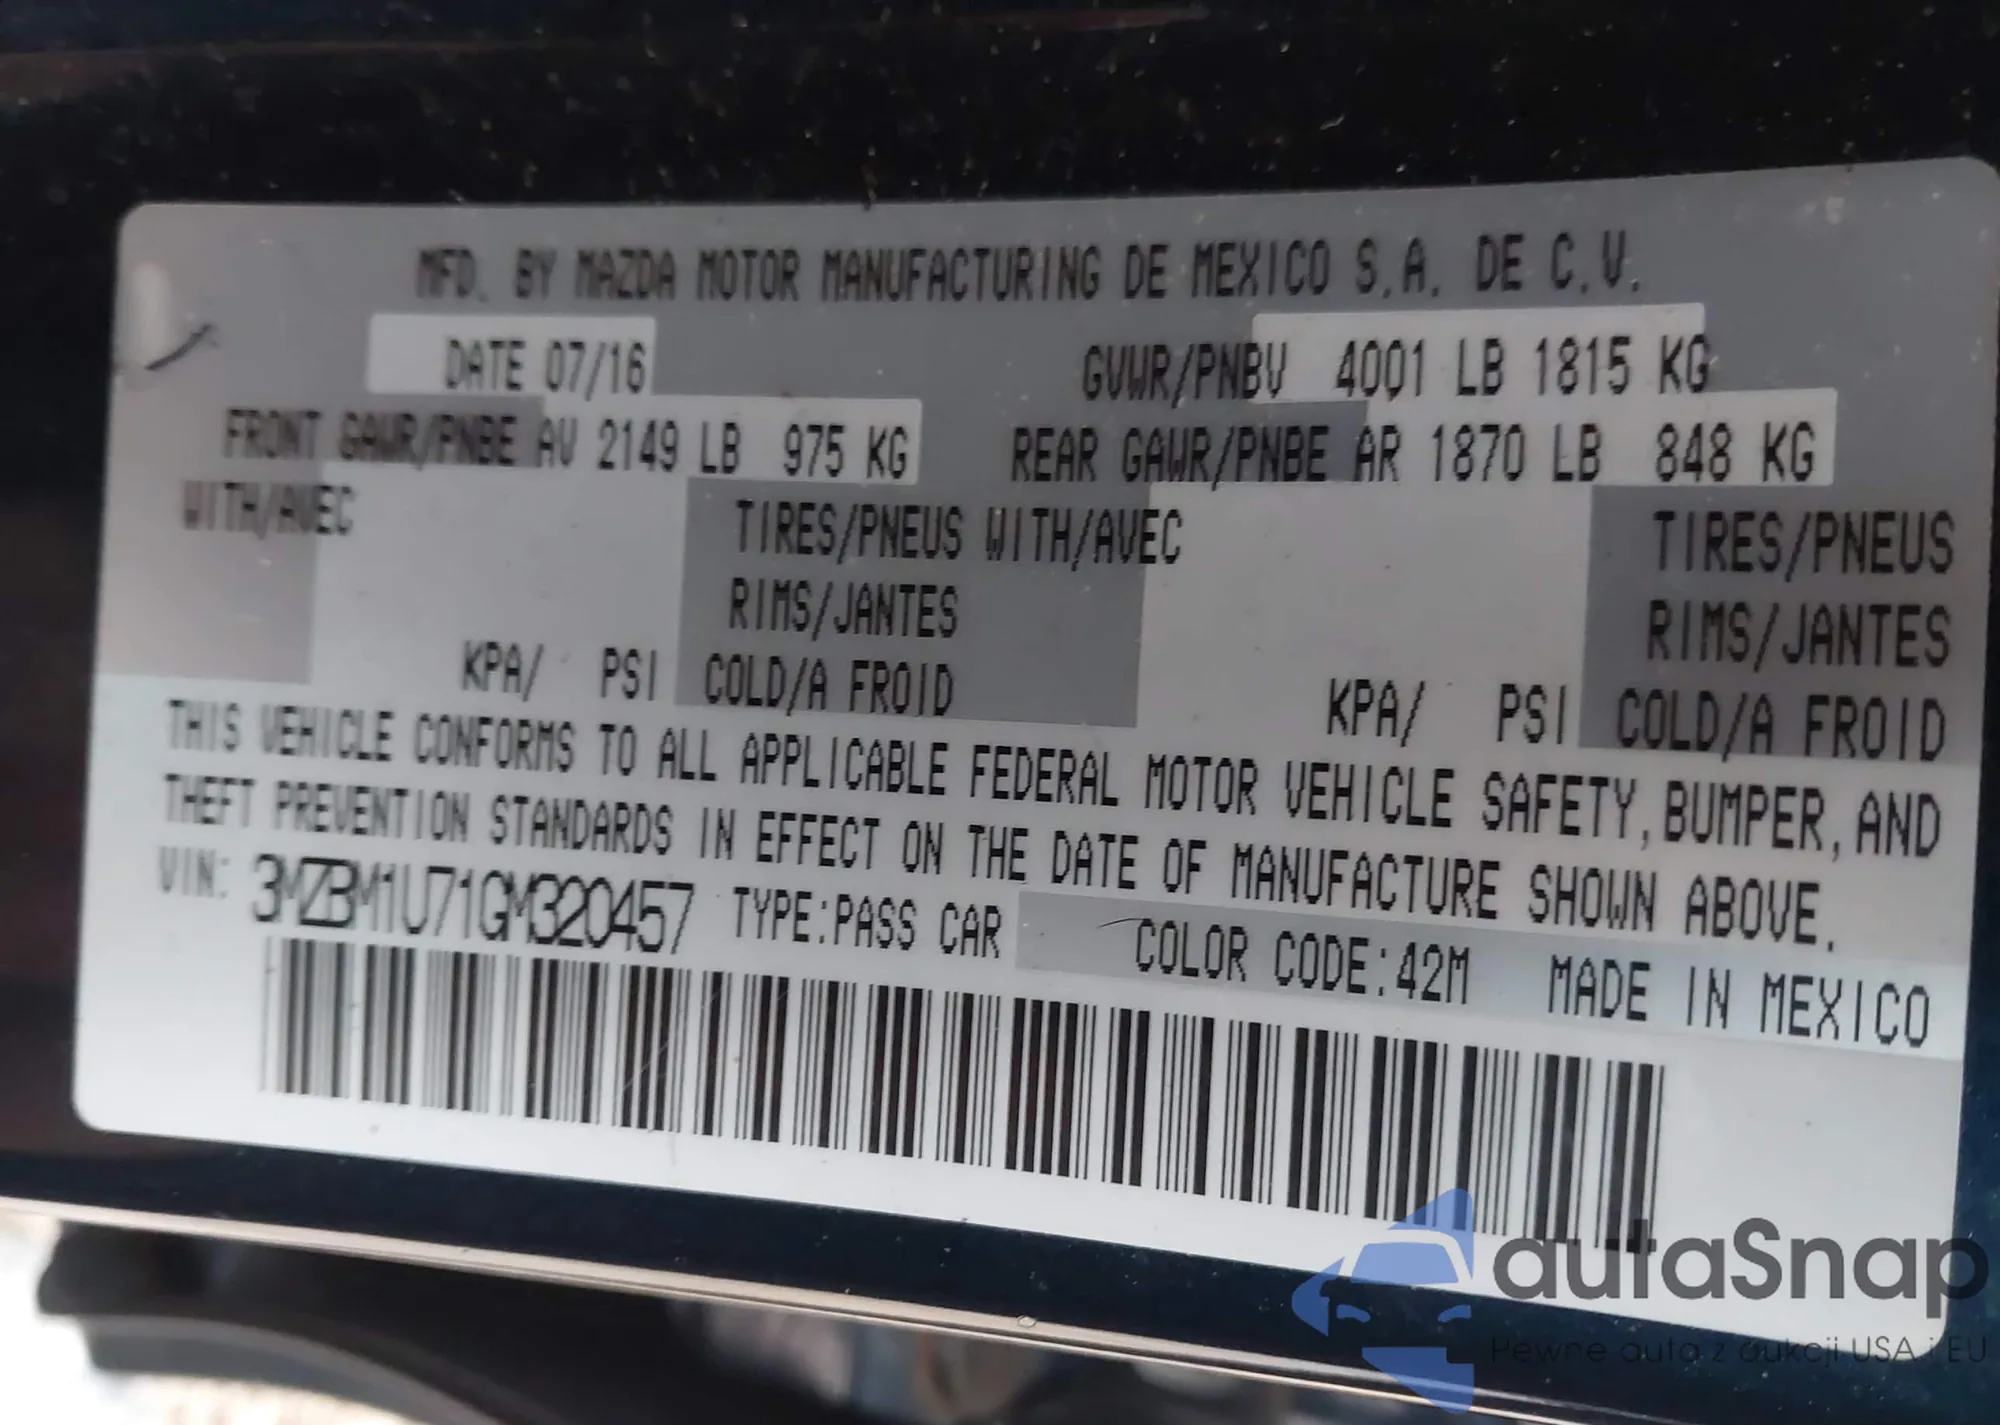 MFD. BY MAZDA MOTOR MANUFACTURING DE MEXICO S.A. DE C.V.
DATE 07/16 GVWR/PNBV 4001 LB 1815 KG
FRONT GAWR/PNBE AV 2149 LB 975 KG REAR GAWR/PNBE AR 1870 LB 848 KG
WITH/AVEC TIRES/PNEUS WITH/AVEC TIRES/PNEUS
RIMS/JANTES RIMS/JANTES
KPA/ PSI COLD/A FROID KPA/ PSI COLD/A FROID
THIS VEHICLE CONFORMS TO ALL APPLICABLE FEDERAL MOTOR VEHICLE SAFETY, BUMPER, AND
THEFT PREVENTION STANDARDS IN EFFECT ON THE DATE OF MANUFACTURE SHOWN ABOVE.
VIN: 3MZBM1U71GM320457 TYPE:PASS CAR COLOR CODE:42M MADE IN MEXICO
autaSnap
Pewne auta z aukcji USA i EU